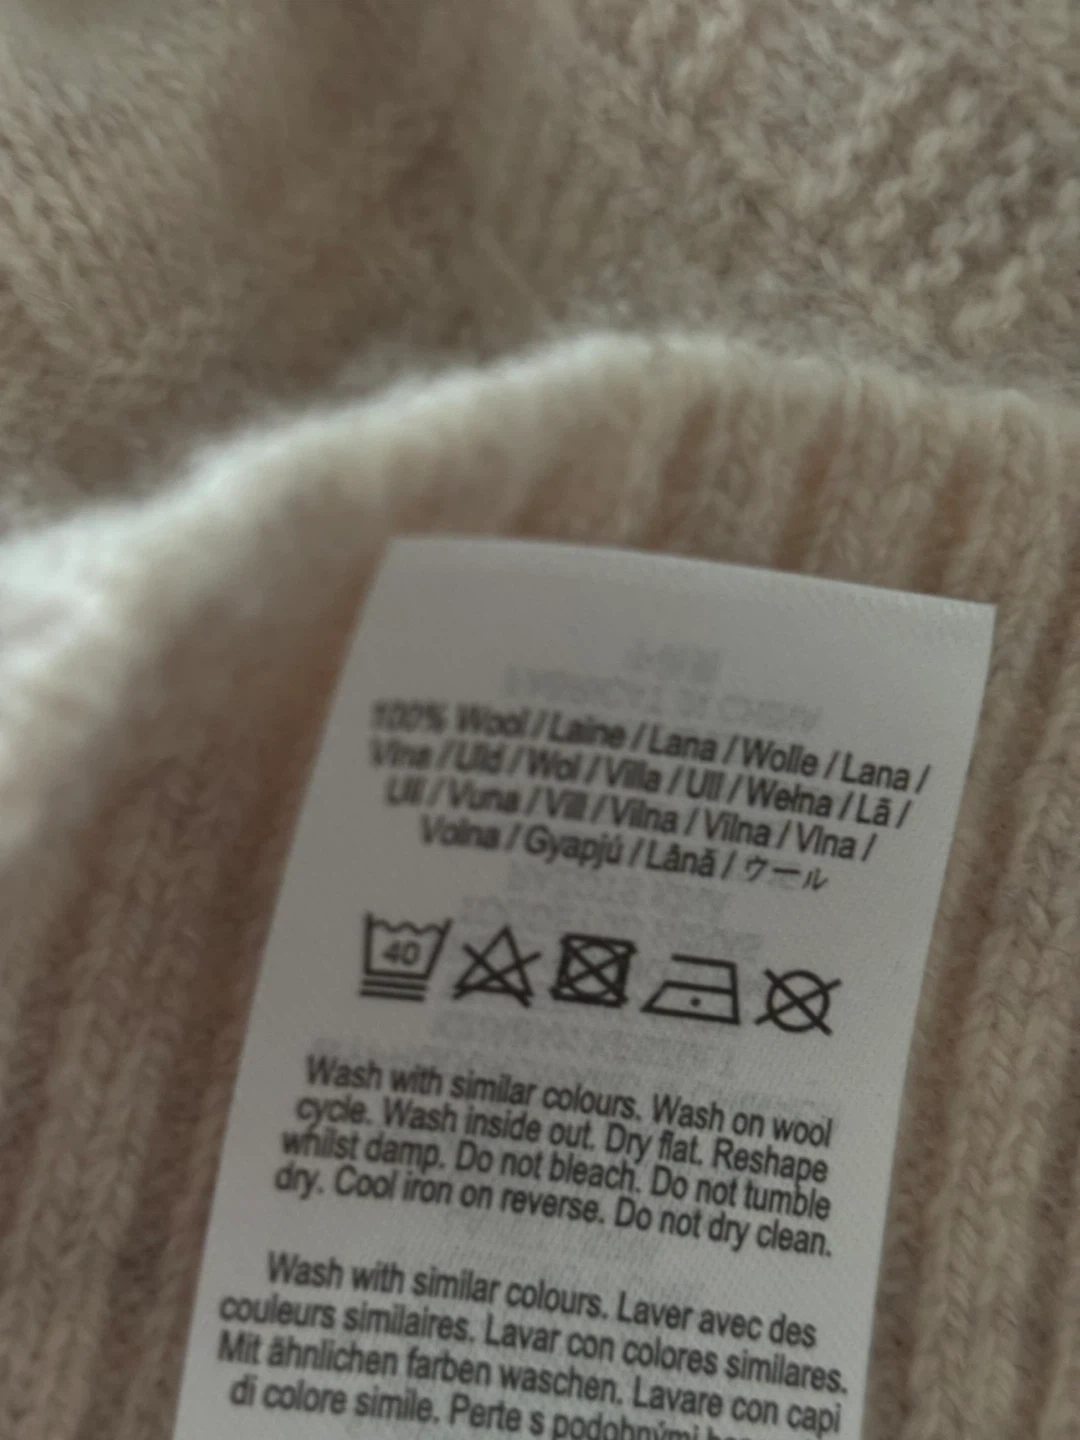 100% Wool / Laine / Lana / Wolle / Lana /
Vlna / Uld / Wol / Villa / Ull / Wełna / Lã /
Ull / Vuna / Vill / Vilna / Vilna / Vlna /
Volna / Gyapjú / Lână / ウール
40
Wash with similar colours. Wash on wool
cycle. Wash inside out. Dry flat. Reshape
whilst damp. Do not bleach. Do not tumble
dry. Cool iron on reverse. Do not dry clean.
Wash with similar colours. Laver avec des
couleurs similaires. Lavar con colores similares.
Mit ähnlichen farben waschen. Lavare con capi
di colore simile. Perte s podobnými